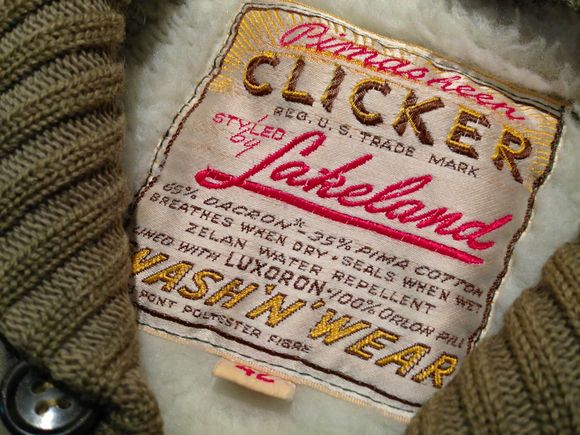 Pimasheen
CLICKER
REG. U.S. TRADE MARK
STYLED
by
Lakeland
65% DACRON* 35% PIMA COTTON
BREATHES WHEN DRY • SEALS WHEN WET
ZELAN WATER REPELLENT
LINED WITH LUXORON 100% ORLON PILE
WASH'N'WEAR
PONT POLYESTER FIBRE
42